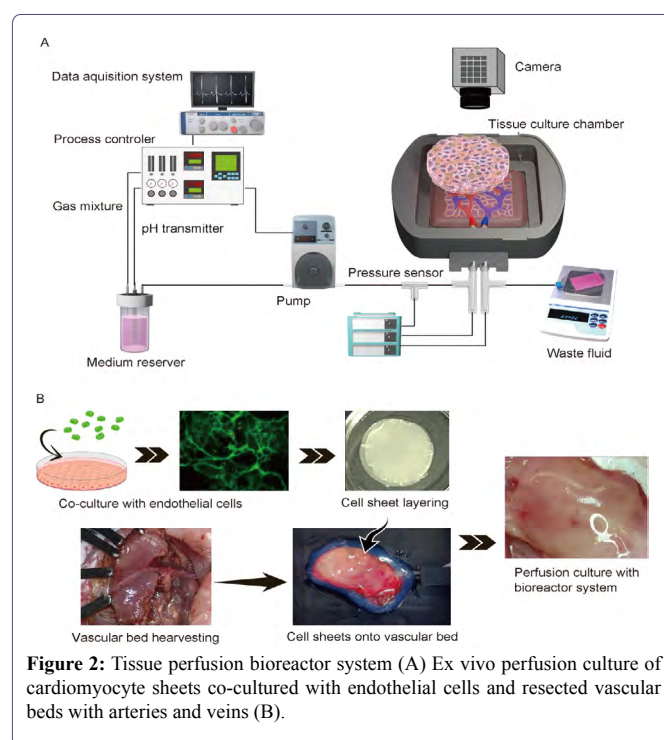 A
Data aquisition system
Camera
Tissue culture chamber
Process controler
Gas mixture
pH transmitter
Pressure sensor
Pump
Medium reserver
Waste fluid
B
Co-culture with endothelial cells
Cell sheet layering
Perfusion culture with
bioreactor system
Vascular bed hearvesting
Cell sheets onto vascular bed
Figure 2: Tissue perfusion bioreactor system (A) Ex vivo perfusion culture of
cardiomyocyte sheets co-cultured with endothelial cells and resected vascular
beds with arteries and veins (B).